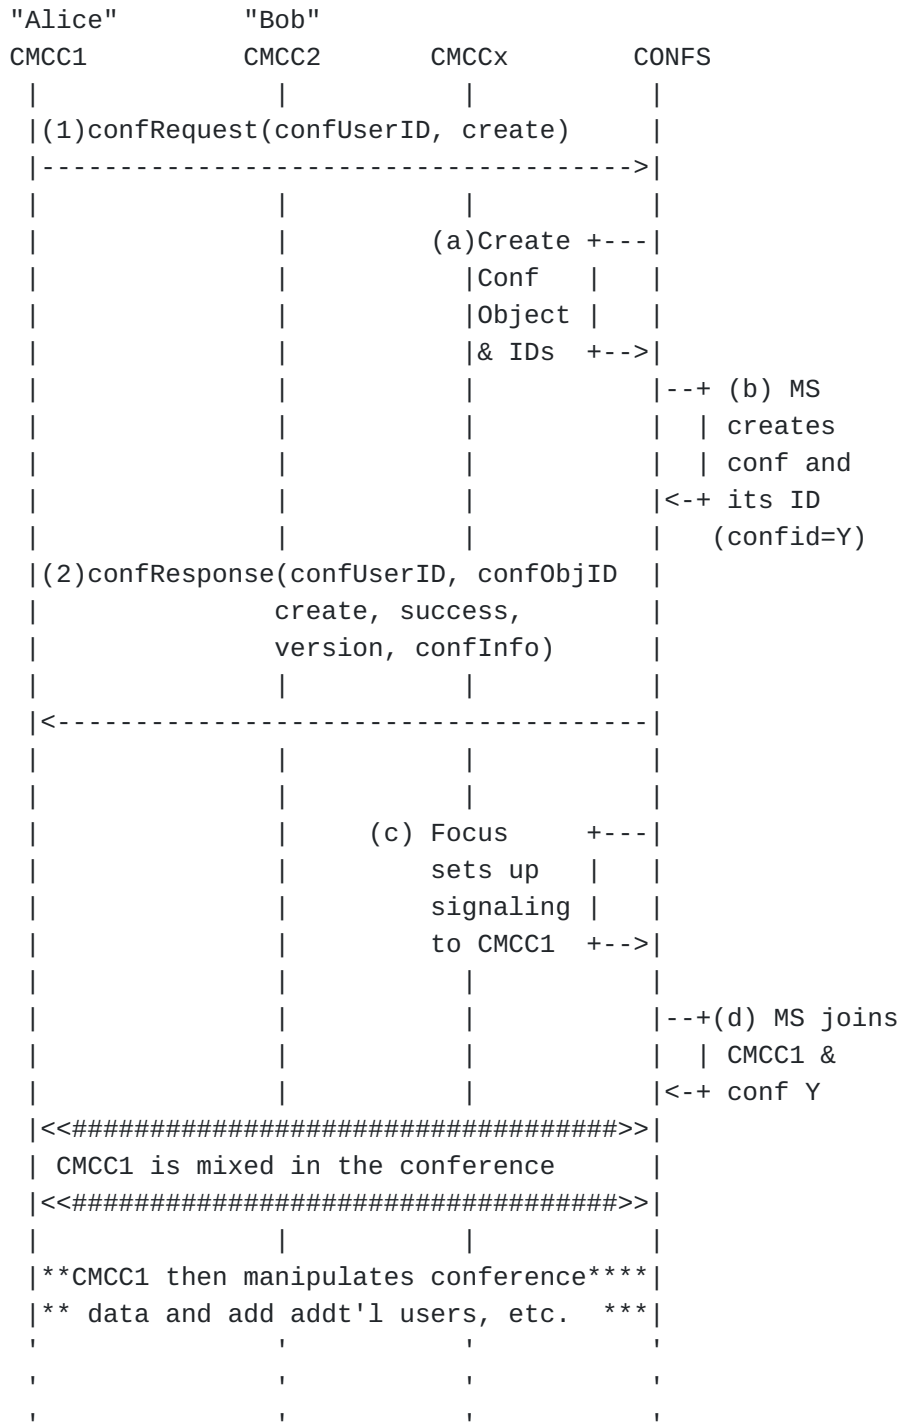 "Alice"        "Bob"
CMCC1          CMCC2       CMCCx        CONFS
 |               |           |           |
 |(1)confRequest(confUserID, create)     |
 |-------------------------------------->|
 |               |           |           |
 |               |         (a)Create +---|
 |               |           |Conf   |   |
 |               |           |Object |   |
 |               |           |& IDs  +-->|
 |               |           |           |--+ (b) MS
 |               |           |           |  | creates
 |               |           |           |  | conf and
 |               |           |           |<-+ its ID
 |               |           |           |   (confid=Y)
 |(2)confResponse(confUserID, confObjID  |
 |               create, success,        |
 |               version, confInfo)      |
 |               |           |           |
 |<--------------------------------------|
 |               |           |           |
 |               |           |           |
 |               |     (c) Focus     +---|
 |               |         sets up   |   |
 |               |         signaling |   |
 |               |         to CMCC1  +-->|
 |               |           |           |
 |               |           |           |--+(d) MS joins
 |               |           |           |  | CMCC1 &
 |               |           |           |<-+ conf Y
 |<<###################################>>|
 | CMCC1 is mixed in the conference      |
 |<<###################################>>|
 |               |           |           |
 |**CMCC1 then manipulates conference****|
 |** data and add addt'l users, etc.  ***|
 '               '           '           '
 '               '           '           '
 '               '           '           '